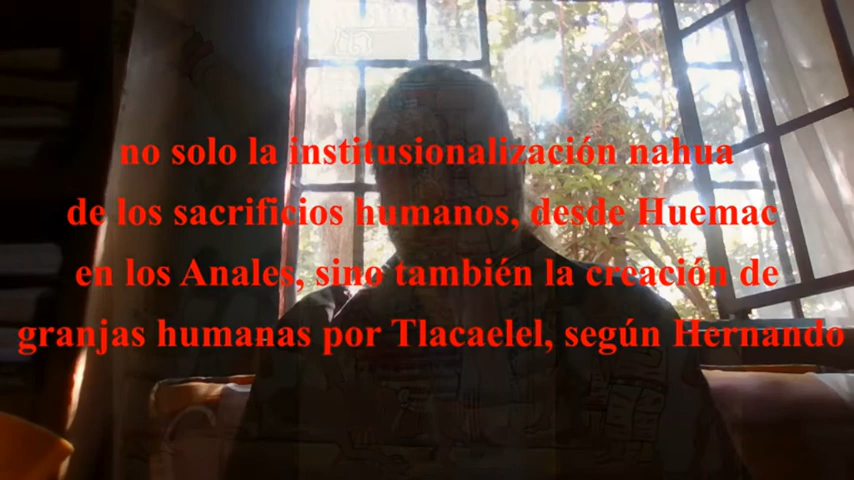 no solo la institusionalización nahua
de los sacrificios humanos, desde Huemac
en los Anales, sino también la creación de
granjas humanas por Tlacaelel, según Hernando